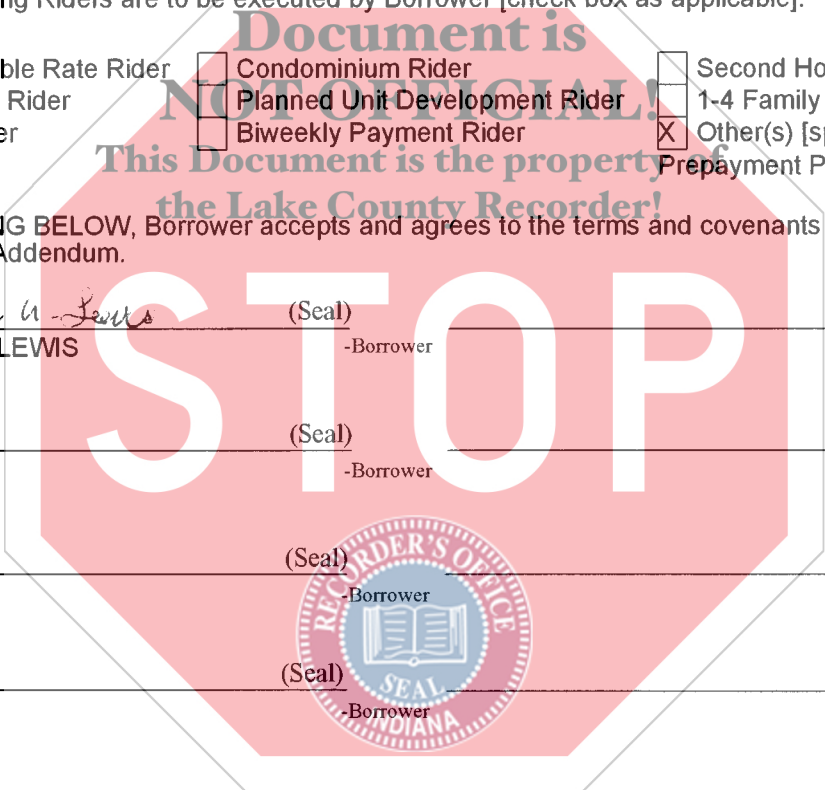 ng Riders are to be executed by Borrower [check box as applicable]:
Document is
ble Rate Rider Condominium Rider Second Ho
NOT OFFICIAL!
Rider Planned Unit Development Rider 1-4 Family
er Biweekly Payment Rider X Other(s) [sp
This Document is the property of
Prepayment P
the Lake County Recorder!
NG BELOW, Borrower accepts and agrees to the terms and covenants
Addendum.
Lewis (Seal)
LEWIS -Borrower
STOP
(Seal)
-Borrower
(Seal)
-Borrower
(Seal)
-Borrower
RECORDER'S OFFICE
SEAL
INDIANA